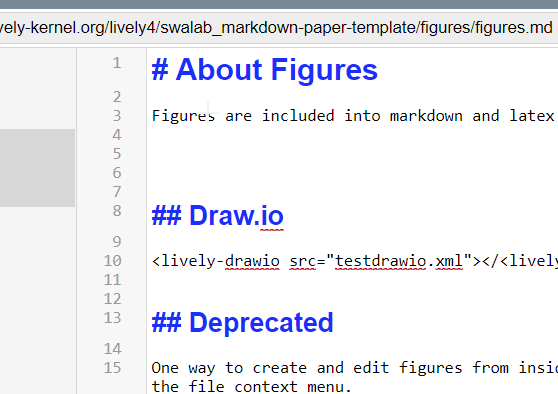 vely-kernel.org/lively4/swalab_markdown-paper-template/figures/figures.md
1 # About Figures
2
3 Figures are included into markdown and latex
4
5
6
7
8 ## Draw.io
9
10 <lively-drawio src="testdrawio.xml"></<lively
11
12
13 ## Deprecated
14
15 One way to create and edit figures from insid
the file context menu.